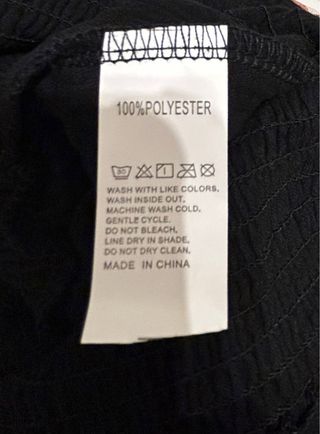 100%POLYESTER
30
WASH WITH LIKE COLORS,
WASH INSIDE OUT,
MACHINE WASH COLD,
GENTLE CYCLE.
DO NOT BLEACH.
LINE DRY IN SHADE,
DO NOT DRY CLEAN.
MADE IN CHINA